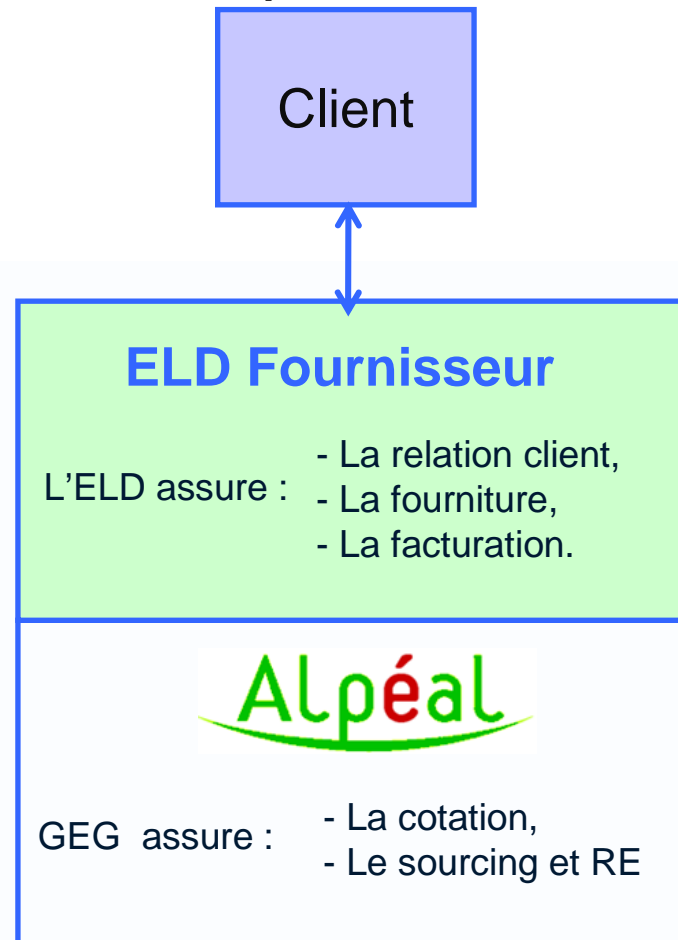 Client
ELD Fournisseur
L'ELD assure :
- La relation client,
- La fourniture,
- La facturation.
Alpéal
GEG assure :
- La cotation,
- Le sourcing et RE